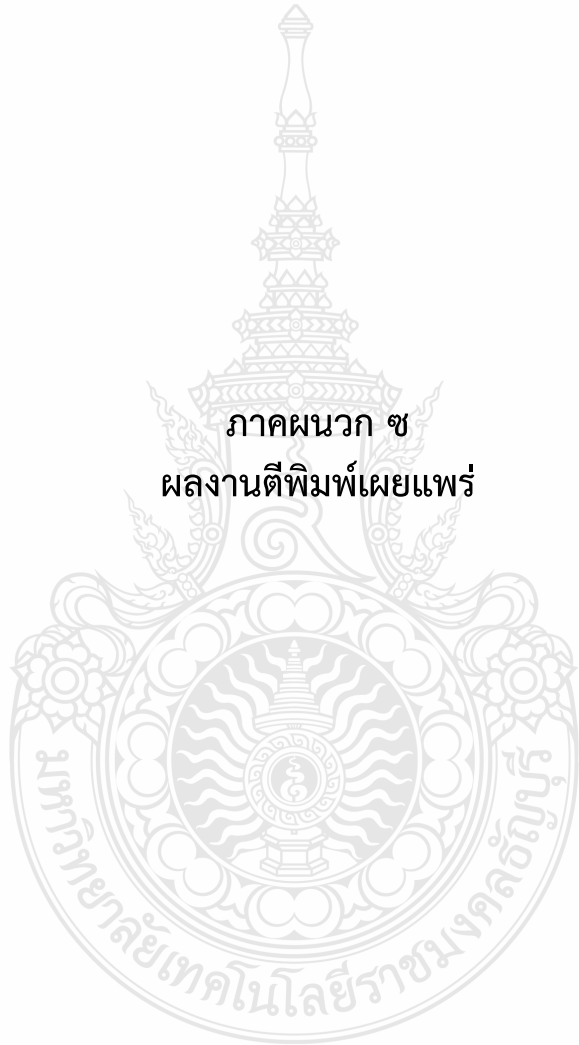 ภาคผนวก ซ
ผลงานตีพิมพ์เผยแพร่
มหาวิทยาลัยเทคโนโลยีราชมงคลธัญบุรี